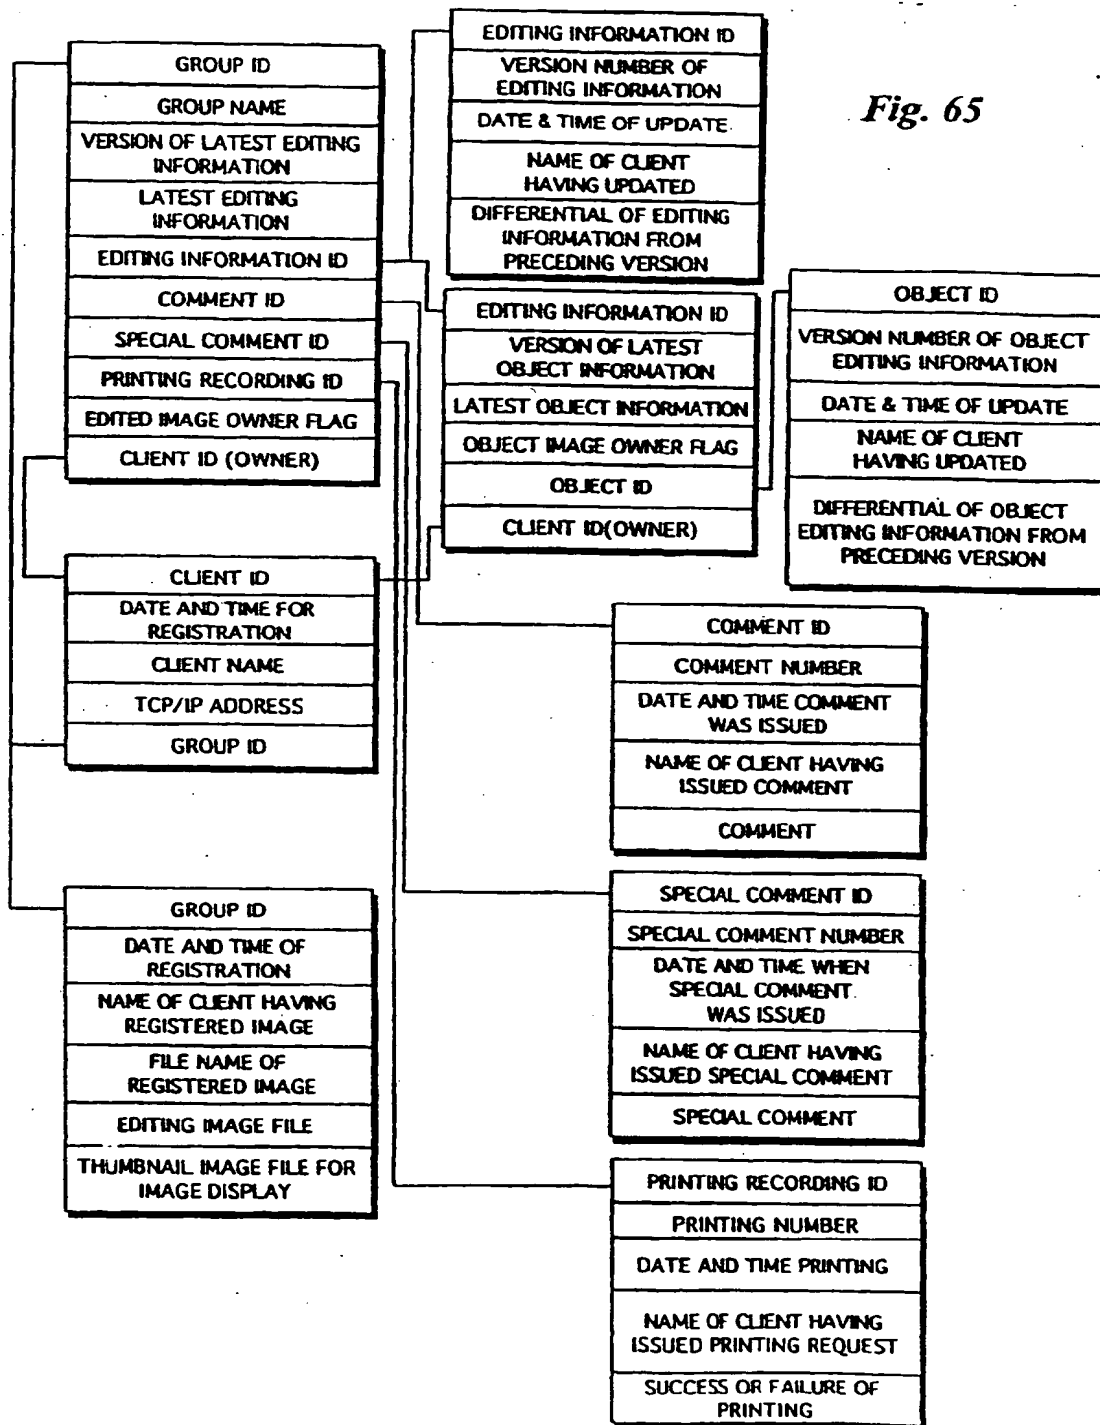 Fig. 65
GROUP ID
GROUP NAME
VERSION OF LATEST EDITING
INFORMATION
LATEST EDITING
INFORMATION
EDITING INFORMATION ID
COMMENT ID
SPECIAL COMMENT ID
PRINTING RECORDING ID
EDITED IMAGE OWNER FLAG
CLIENT ID (OWNER)
CLIENT ID
DATE AND TIME FOR
REGISTRATION
CLIENT NAME
TCP/IP ADDRESS
GROUP ID
GROUP ID
DATE AND TIME OF
REGISTRATION
NAME OF CLIENT HAVING
REGISTERED IMAGE
FILE NAME OF
REGISTERED IMAGE
EDITING IMAGE FILE
THUMBNAIL IMAGE FILE FOR
IMAGE DISPLAY
EDITING INFORMATION ID
VERSION NUMBER OF
EDITING INFORMATION
DATE & TIME OF UPDATE
NAME OF CLIENT
HAVING UPDATED
DIFFERENTIAL OF EDITING
INFORMATION FROM
PRECEDING VERSION
EDITING INFORMATION ID
VERSION OF LATEST
OBJECT INFORMATION
LATEST OBJECT INFORMATION
OBJECT IMAGE OWNER FLAG
OBJECT ID
CLIENT ID(OWNER)
OBJECT ID
VERSION NUMBER OF OBJECT
EDITING INFORMATION
DATE & TIME OF UPDATE
NAME OF CLIENT
HAVING UPDATED
DIFFERENTIAL OF OBJECT
EDITING INFORMATION FROM
PRECEDING VERSION
COMMENT ID
COMMENT NUMBER
DATE AND TIME COMMENT
WAS ISSUED
NAME OF CLIENT HAVING
ISSUED COMMENT
COMMENT
SPECIAL COMMENT ID
SPECIAL COMMENT NUMBER
DATE AND TIME WHEN
SPECIAL COMMENT
WAS ISSUED
NAME OF CLIENT HAVING
ISSUED SPECIAL COMMENT
SPECIAL COMMENT
PRINTING RECORDING ID
PRINTING NUMBER
DATE AND TIME PRINTING
NAME OF CLIENT HAVING
ISSUED PRINTING REQUEST
SUCCESS OR FAILURE OF
PRINTING